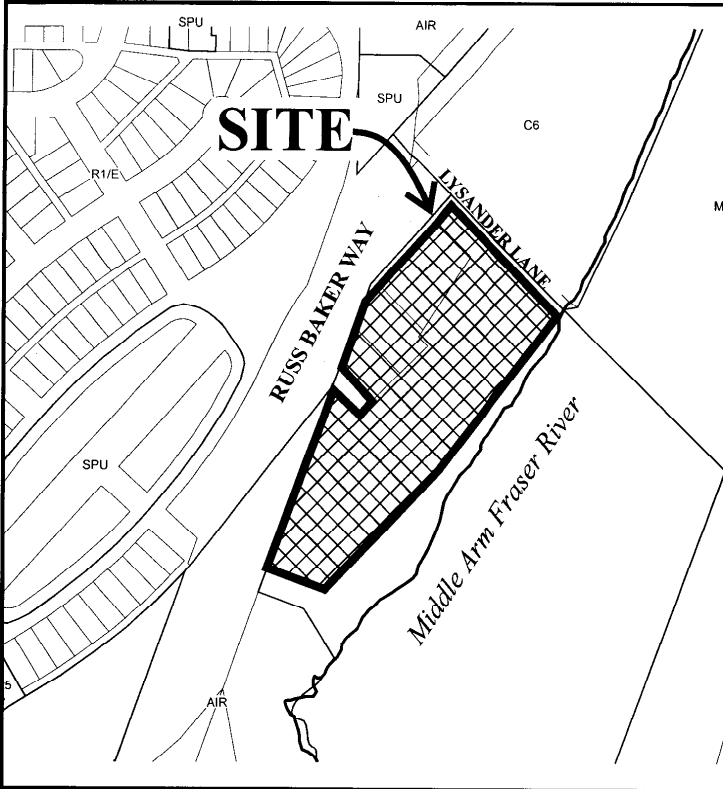 SPU
AIR
SPU
C6
SITE
R1/E
LYSANDER LANE
M
RUSS BAKER WAY
SPU
Middle Arm Fraser River
5
AIR